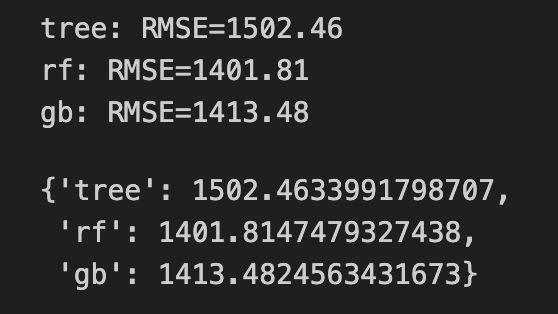 tree: RMSE=1502.46
rf: RMSE=1401.81
gb: RMSE=1413.48
{'tree': 1502.4633991798707,
'rf': 1401.8147479327438,
'gb': 1413.4824563431673}